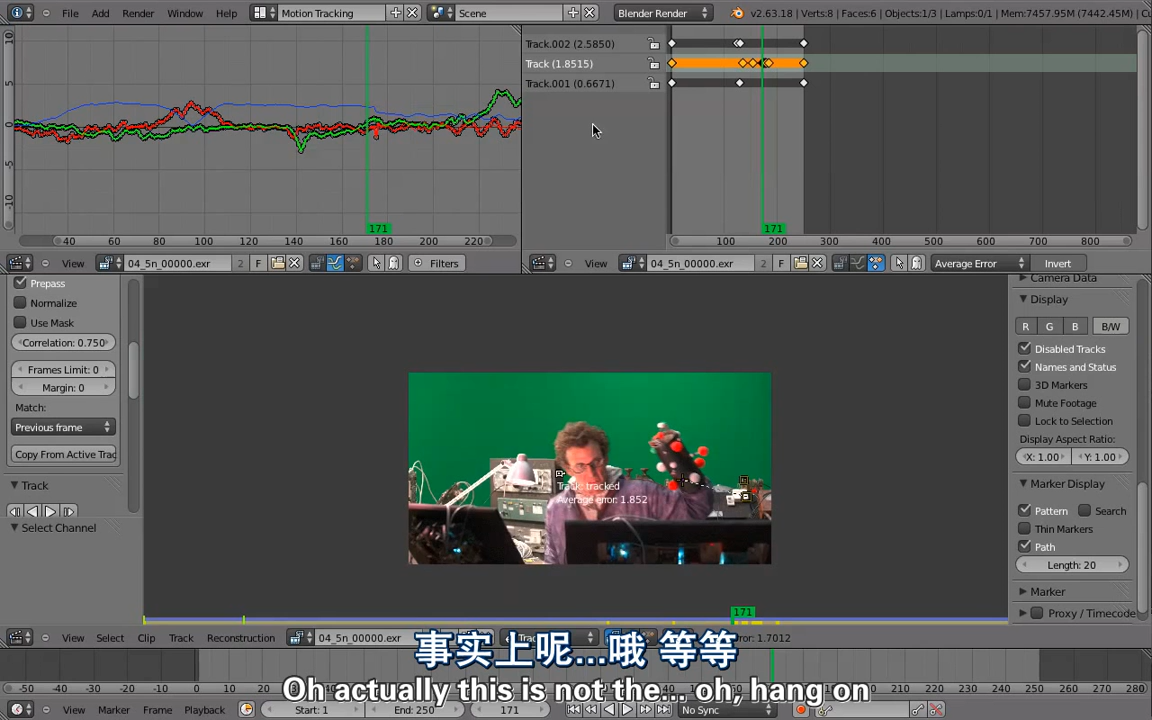 File Add Render Window Help Motion Tracking Scene Blender Render v2.63.18 | Verts:8 | Faces:6 | Objects:1/3 | Lamps:0/1 | Mem:7457.95M (7442.45M) | Cu
10
5
0
-5
-10
171
40 60 80 100 120 140 160 180 200 220
View 04_5n_00000.exr 2 F Filters
Track.002 (2.5850)
Track (1.8515)
Track.001 (0.6671)
171
100 200 300 400 500 600 700 800
View 04_5n_00000.exr 2 F Average Error Invert
Prepass
Normalize
Use Mask
Correlation: 0.750
Frames Limit: 0
Margin: 0
Match:
Previous frame
Copy From Active Trac
Track
Select Channel
Track: tracked
Average error: 1.852
Camera Data
Display
R G B B/W
Disabled Tracks
Names and Status
3D Markers
Mute Footage
Lock to Selection
Display Aspect Ratio:
X: 1.00 Y: 1.00
Marker Display
Pattern Search
Thin Markers
Path
Length: 20
Marker
Proxy / Timecode
171
View Select Clip Track Reconstruction 04_5n_00000.exr
rror: 1.7012
事实上呢...哦 等等
Oh actually this is not the... oh, hang on
View Marker Frame Playback Start: 1 End: 250 171 No Sync